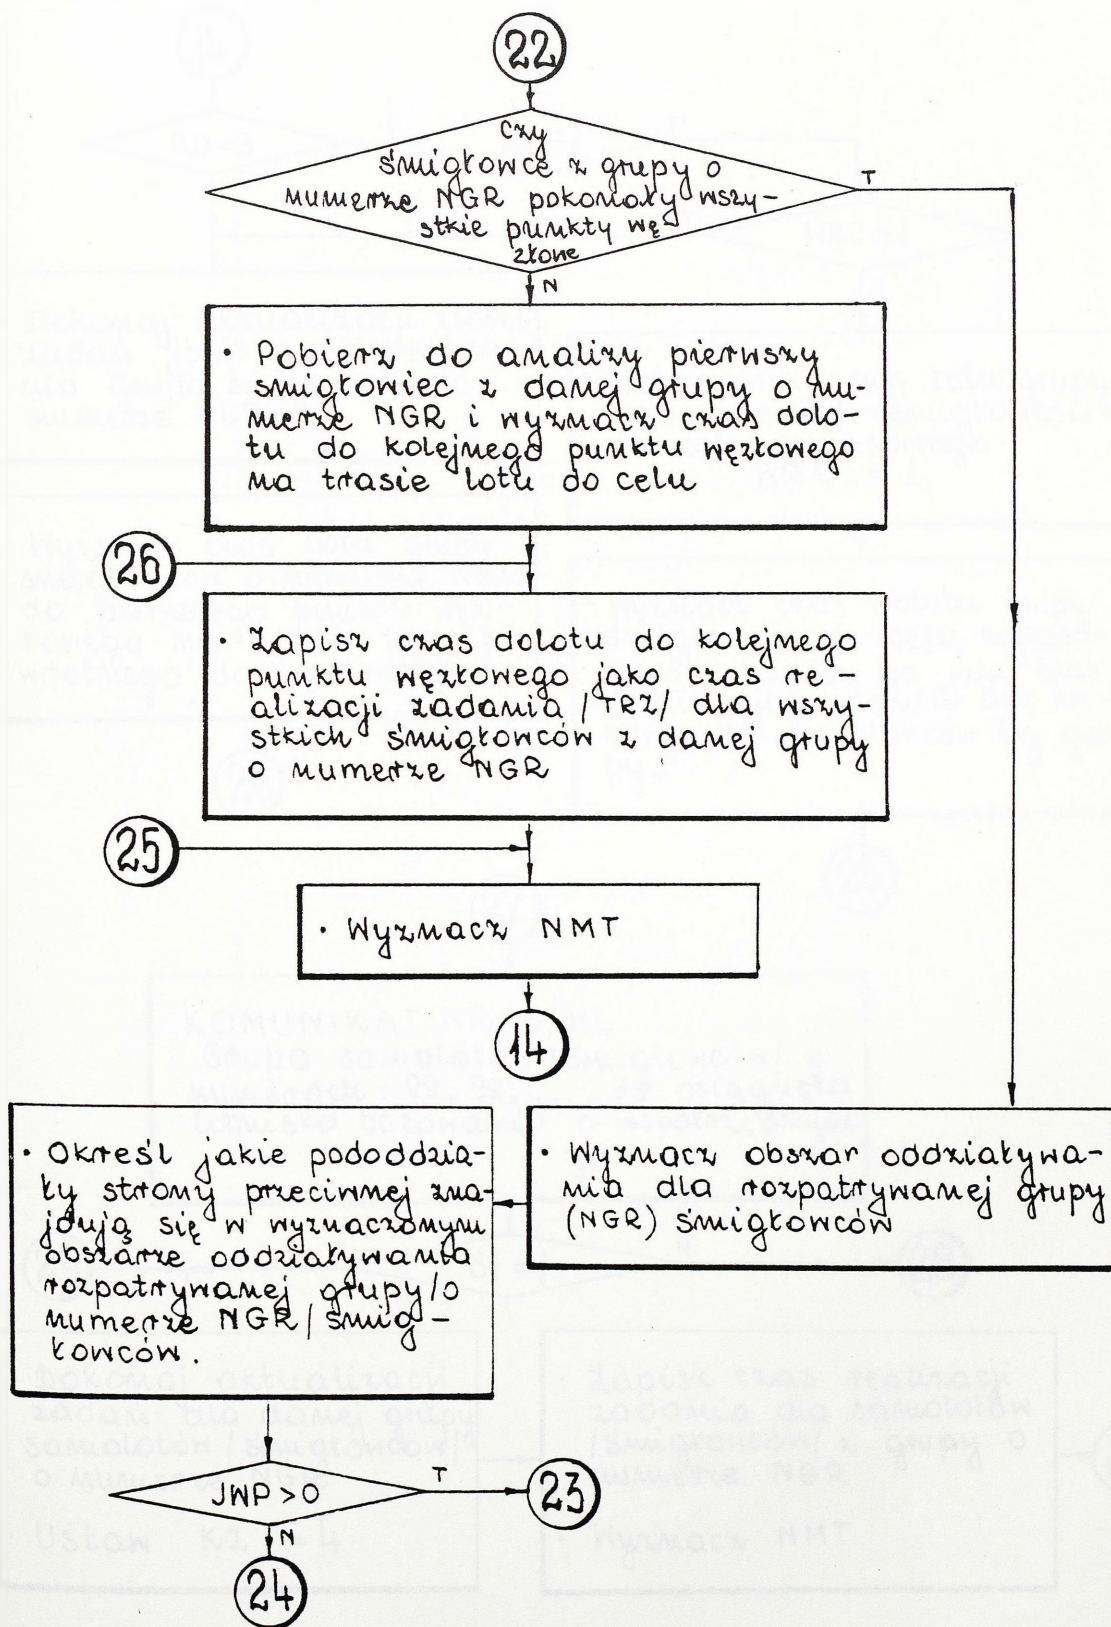 22
czy
śmigłowce z grupy o
numerze NGR pokonały wszy-
stkie punkty wę
złowe
T
N
• Pobierz do analizy pierwszy
śmigłowiec z danej grupy o nu-
merze NGR i wyznacz czas dolo-
tu do kolejnego punktu węzłowego
na trasie lotu do celu
26
• Zapisz czas dolotu do kolejnego
punktu węzłowego jako czas re-
alizacji zadania /TRZ/ dla wszy-
stkich śmigłowców z danej grupy
o numerze NGR
25
• Wyznacz NMT
14
• Wyznacz obszar oddziaływa-
nia dla rozpatrywanej grupy
(NGR) śmigłowców
• Określ jakie pododdzia-
ły strony przeciwnej zna-
jdują się w wyznaczonym
obszarze oddziaływania
rozpatrywanej grupy/o
numerze NGR/śmig-
łowców.
JWP>0
T
23
N
24